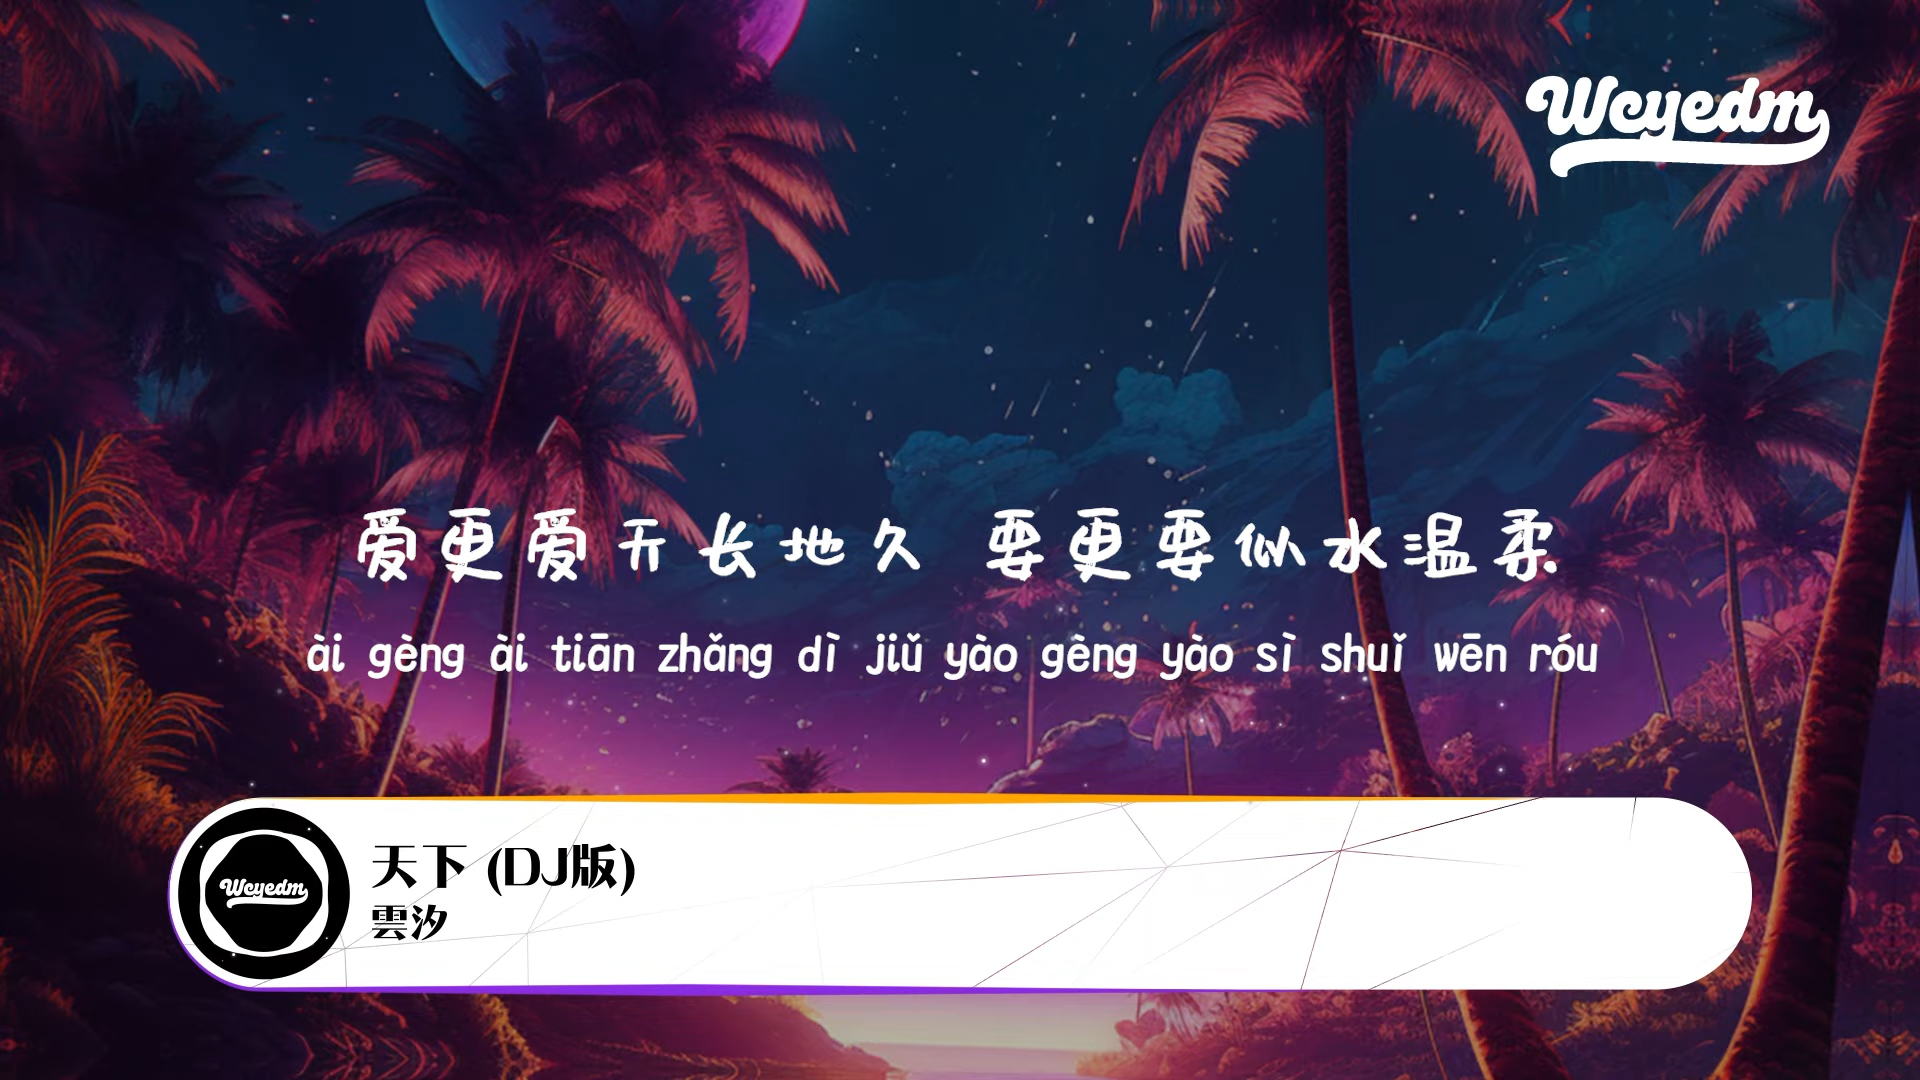 Wcyedm
爱更爱天长地久 要更要似水温柔
ài gèng ài tiān zhǎng dì jiǔ yào gèng yào sì shuǐ wēn róu
Wcyedm
天下 (DJ版)
雲汐